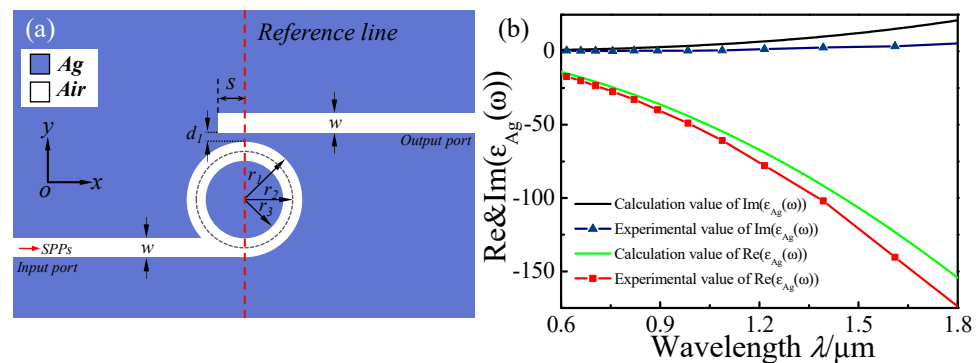 (a)
Reference line
Ag
Air
S
w
d1
Output port
y
r1
r2
r3
o
x
SPPs
w
Input port
(b)
Re&Im(εAg(ω))
0
-50
-100
-150
Calculation value of Im(εAg(ω))
Experimental value of Im(εAg(ω))
Calculation value of Re(εAg(ω))
Experimental value of Re(εAg(ω))
0.6
0.9
1.2
1.5
1.8
Wavelength λ/μm